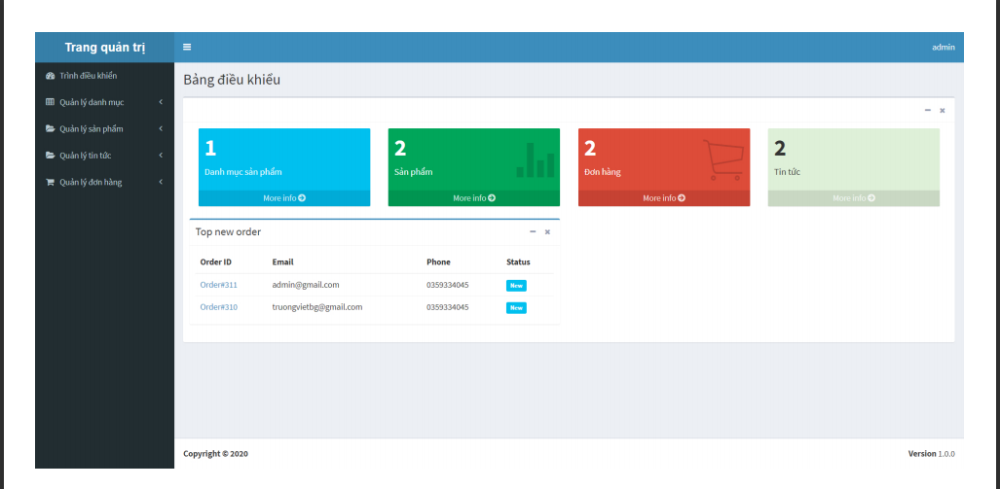 Trang quản trị
admin
Trình điều khiển
Quản lý danh mục
Quản lý sản phẩm
Quản lý tin tức
Quản lý đơn hàng
Bảng điều khiểu
1
Danh mục sản phẩm
More info
2
Sản phẩm
More info
2
Đơn hàng
More info
2
Tin tức
More info
Top new order
Order ID Email Phone Status
Order#311 admin@gmail.com 0359334045 New
Order#310 truongvietbg@gmail.com 0359334045 New
Copyright © 2020
Version 1.0.0